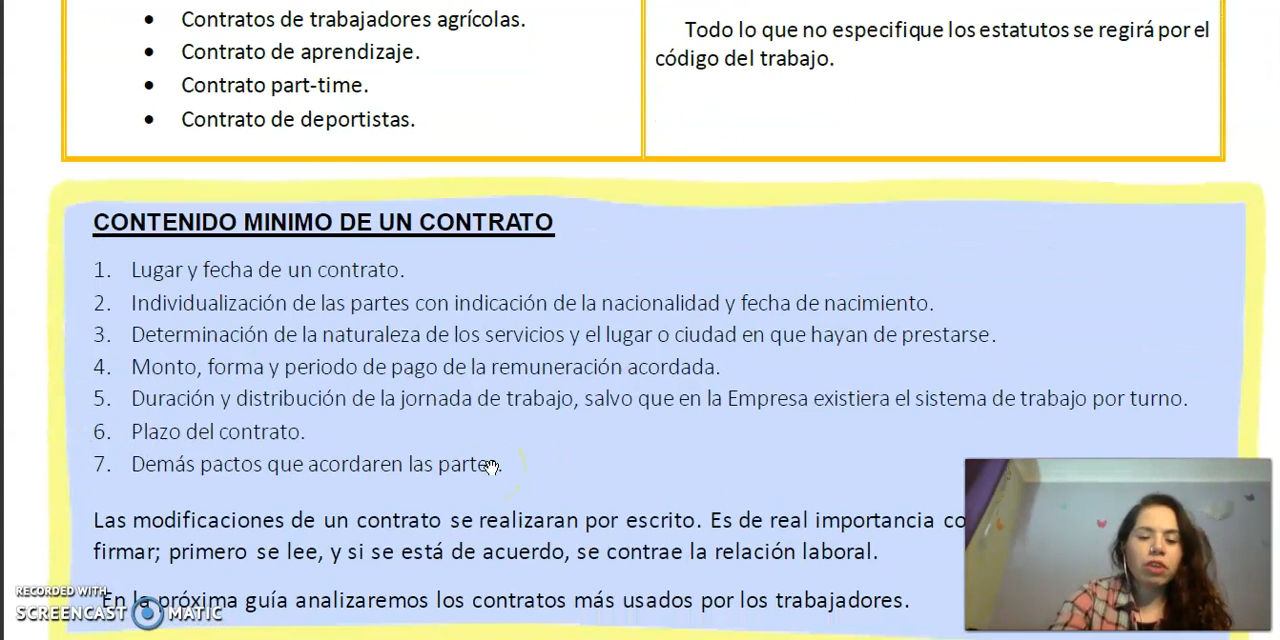 • Contratos de trabajadores agrícolas.
• Contrato de aprendizaje.
• Contrato part-time.
• Contrato de deportistas.
Todo lo que no especifique los estatutos se regirá por el
código del trabajo.
CONTENIDO MINIMO DE UN CONTRATO
1. Lugar y fecha de un contrato.
2. Individualización de las partes con indicación de la nacionalidad y fecha de nacimiento.
3. Determinación de la naturaleza de los servicios y el lugar o ciudad en que hayan de prestarse.
4. Monto, forma y periodo de pago de la remuneración acordada.
5. Duración y distribución de la jornada de trabajo, salvo que en la Empresa existiera el sistema de trabajo por turno.
6. Plazo del contrato.
7. Demás pactos que acordaren las partes.
Las modificaciones de un contrato se realizaran por escrito. Es de real importancia co
firmar; primero se lee, y si se está de acuerdo, se contrae la relación laboral.
En la próxima guía analizaremos los contratos más usados por los trabajadores.
RECORDED WITH
SCREENCAST MATIC